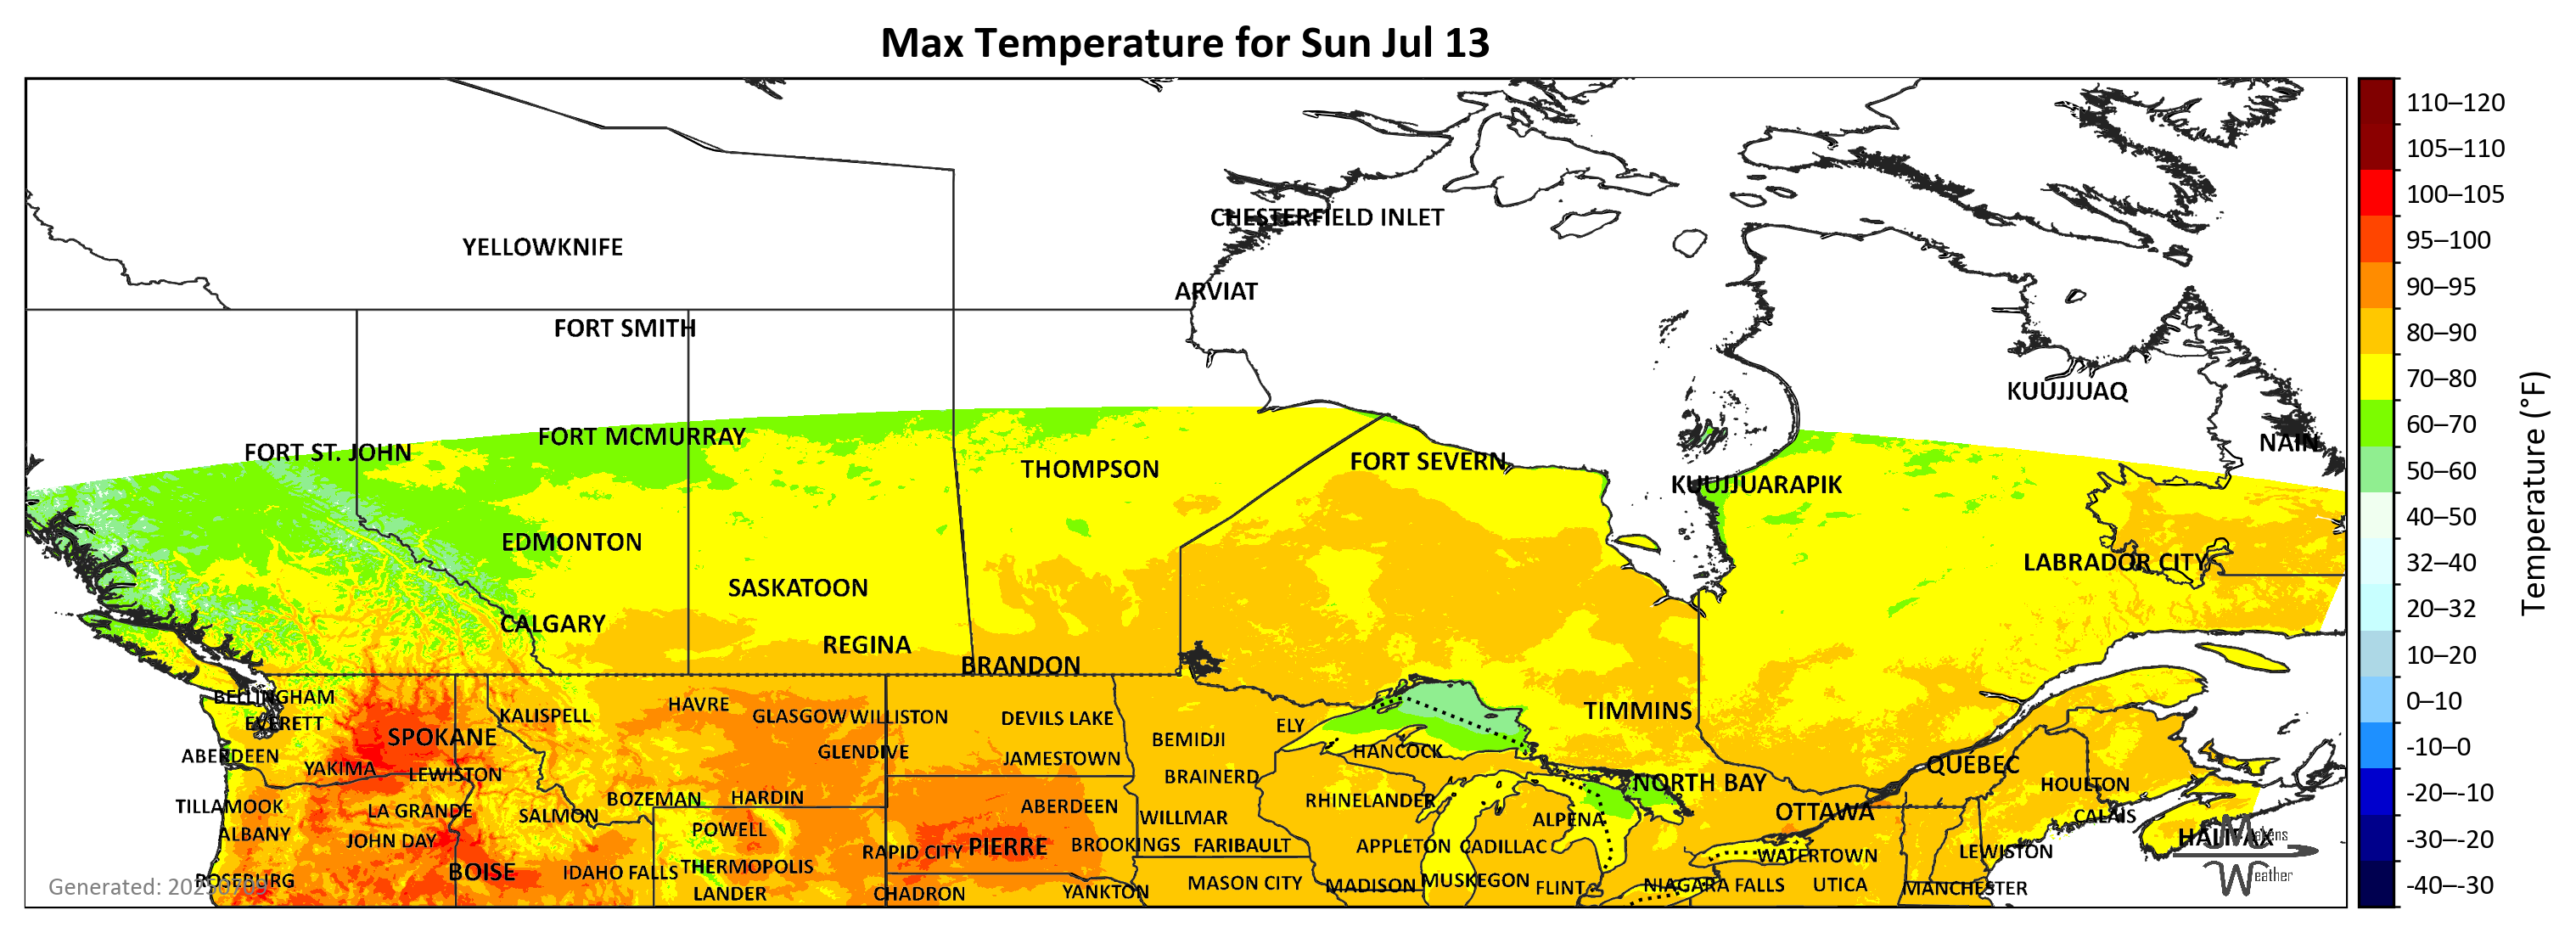 Max Temperature for Sun Jul 13
110–120
105–110
100–105
95–100
90–95
80–90
70–80
60–70
50–60
40–50
32–40
20–32
10–20
0–10
-10–0
-20–-10
-30–-20
-40–-30
Temperature (°F)
CHESTERFIELD INLET
YELLOWKNIFE
ARVIAT
FORT SMITH
KUUJJUAQ
FORT MCMURRAY
NAIN
FORT ST. JOHN
FORT SEVERN
THOMPSON
KUUJJUARAPIK
EDMONTON
LABRADOR CITY
SASKATOON
CALGARY
REGINA
BRANDON
BELLINGHAM
HAVRE
TIMMINS
KALISPELL
GLASGOW
WILLISTON
DEVILS LAKE
EVERETT
ELY
SPOKANE
BEMIDJI
HANCOCK
GLENDIVE
ABERDEEN
JAMESTOWN
QUÉBEC
YAKIMA
LEWISTON
BRAINERD
NORTH BAY
HOULTON
BOZEMAN
HARDIN
RHINELANDER
TILLAMOOK
ABERDEEN
LA GRANDE
OTTAWA
SALMON
CALAIS
WILLMAR
ALPENA
POWELL
ALBANY
HALIFAX
JOHN DAY
BROOKINGS
FARIBAULT
APPLETON
CADILLAC
PIERRE
RAPID CITY
LEWISTON
WATERTOWN
THERMOPOLIS
BOISE
IDAHO FALLS
ROSEBURG
MUSKEGON
MASON CITY
MADISON
NIAGARA FALLS
UTICA
FLINT
MANCHESTER
YANKTON
LANDER
CHADRON
Generated: 20250709
Matens
Weather